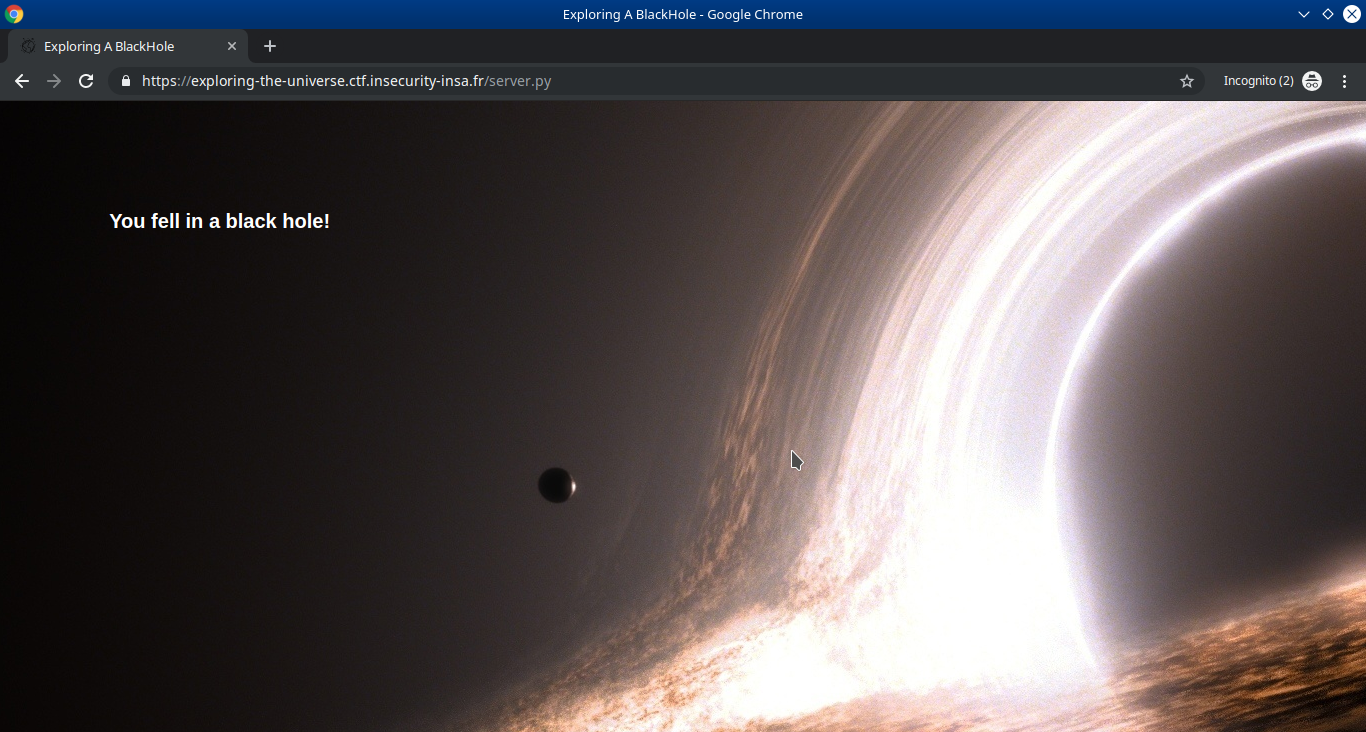 Exploring A BlackHole - Google Chrome
Exploring A BlackHole
https://exploring-the-universe.ctf.insecurity-insa.fr/server.py
Incognito (2)
You fell in a black hole!